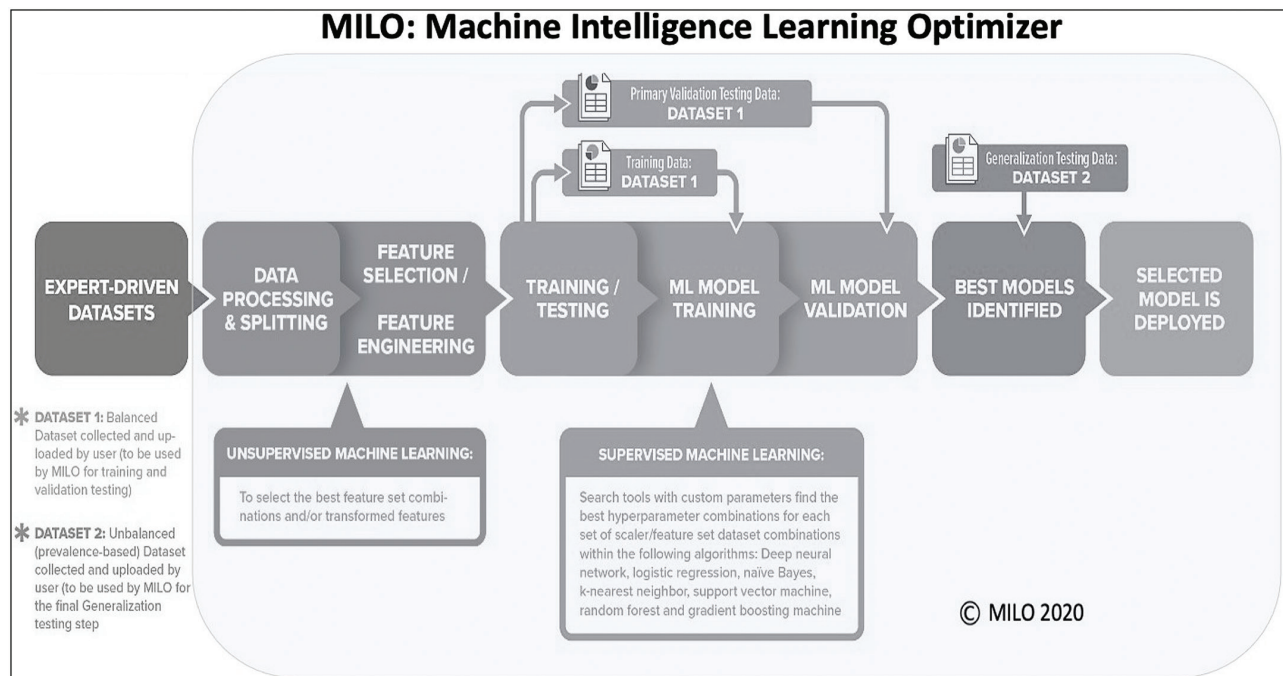 MILO: Machine Intelligence Learning Optimizer
Primary Validation Testing Data:
DATASET 1
Training Data:
DATASET 1
Generalization Testing Data:
DATASET 2
EXPERT-DRIVEN
DATASETS
DATA
PROCESSING
& SPLITTING
FEATURE
SELECTION /
FEATURE
ENGINEERING
TRAINING /
TESTING
ML MODEL
TRAINING
ML MODEL
VALIDATION
BEST MODELS
IDENTIFIED
SELECTED
MODEL IS
DEPLOYED
* DATASET 1: Balanced
Dataset collected and up-
loaded by user (to be used
by MILO for training and
validation testing)
* DATASET 2: Unbalanced
(prevalence-based) Dataset
collected and uploaded by
user (to be used by MILO for
the final Generalization
testing step
UNSUPERVISED MACHINE LEARNING:
To select the best feature set combi-
nations and/or transformed features
SUPERVISED MACHINE LEARNING:
Search tools with custom parameters find the
best hyperparameter combinations for each
set of scaler/feature set dataset combinations
within the following algorithms: Deep neural
network, logistic regression, naïve Bayes,
k-nearest neighbor, support vector machine,
random forest and gradient boosting machine
© MILO 2020